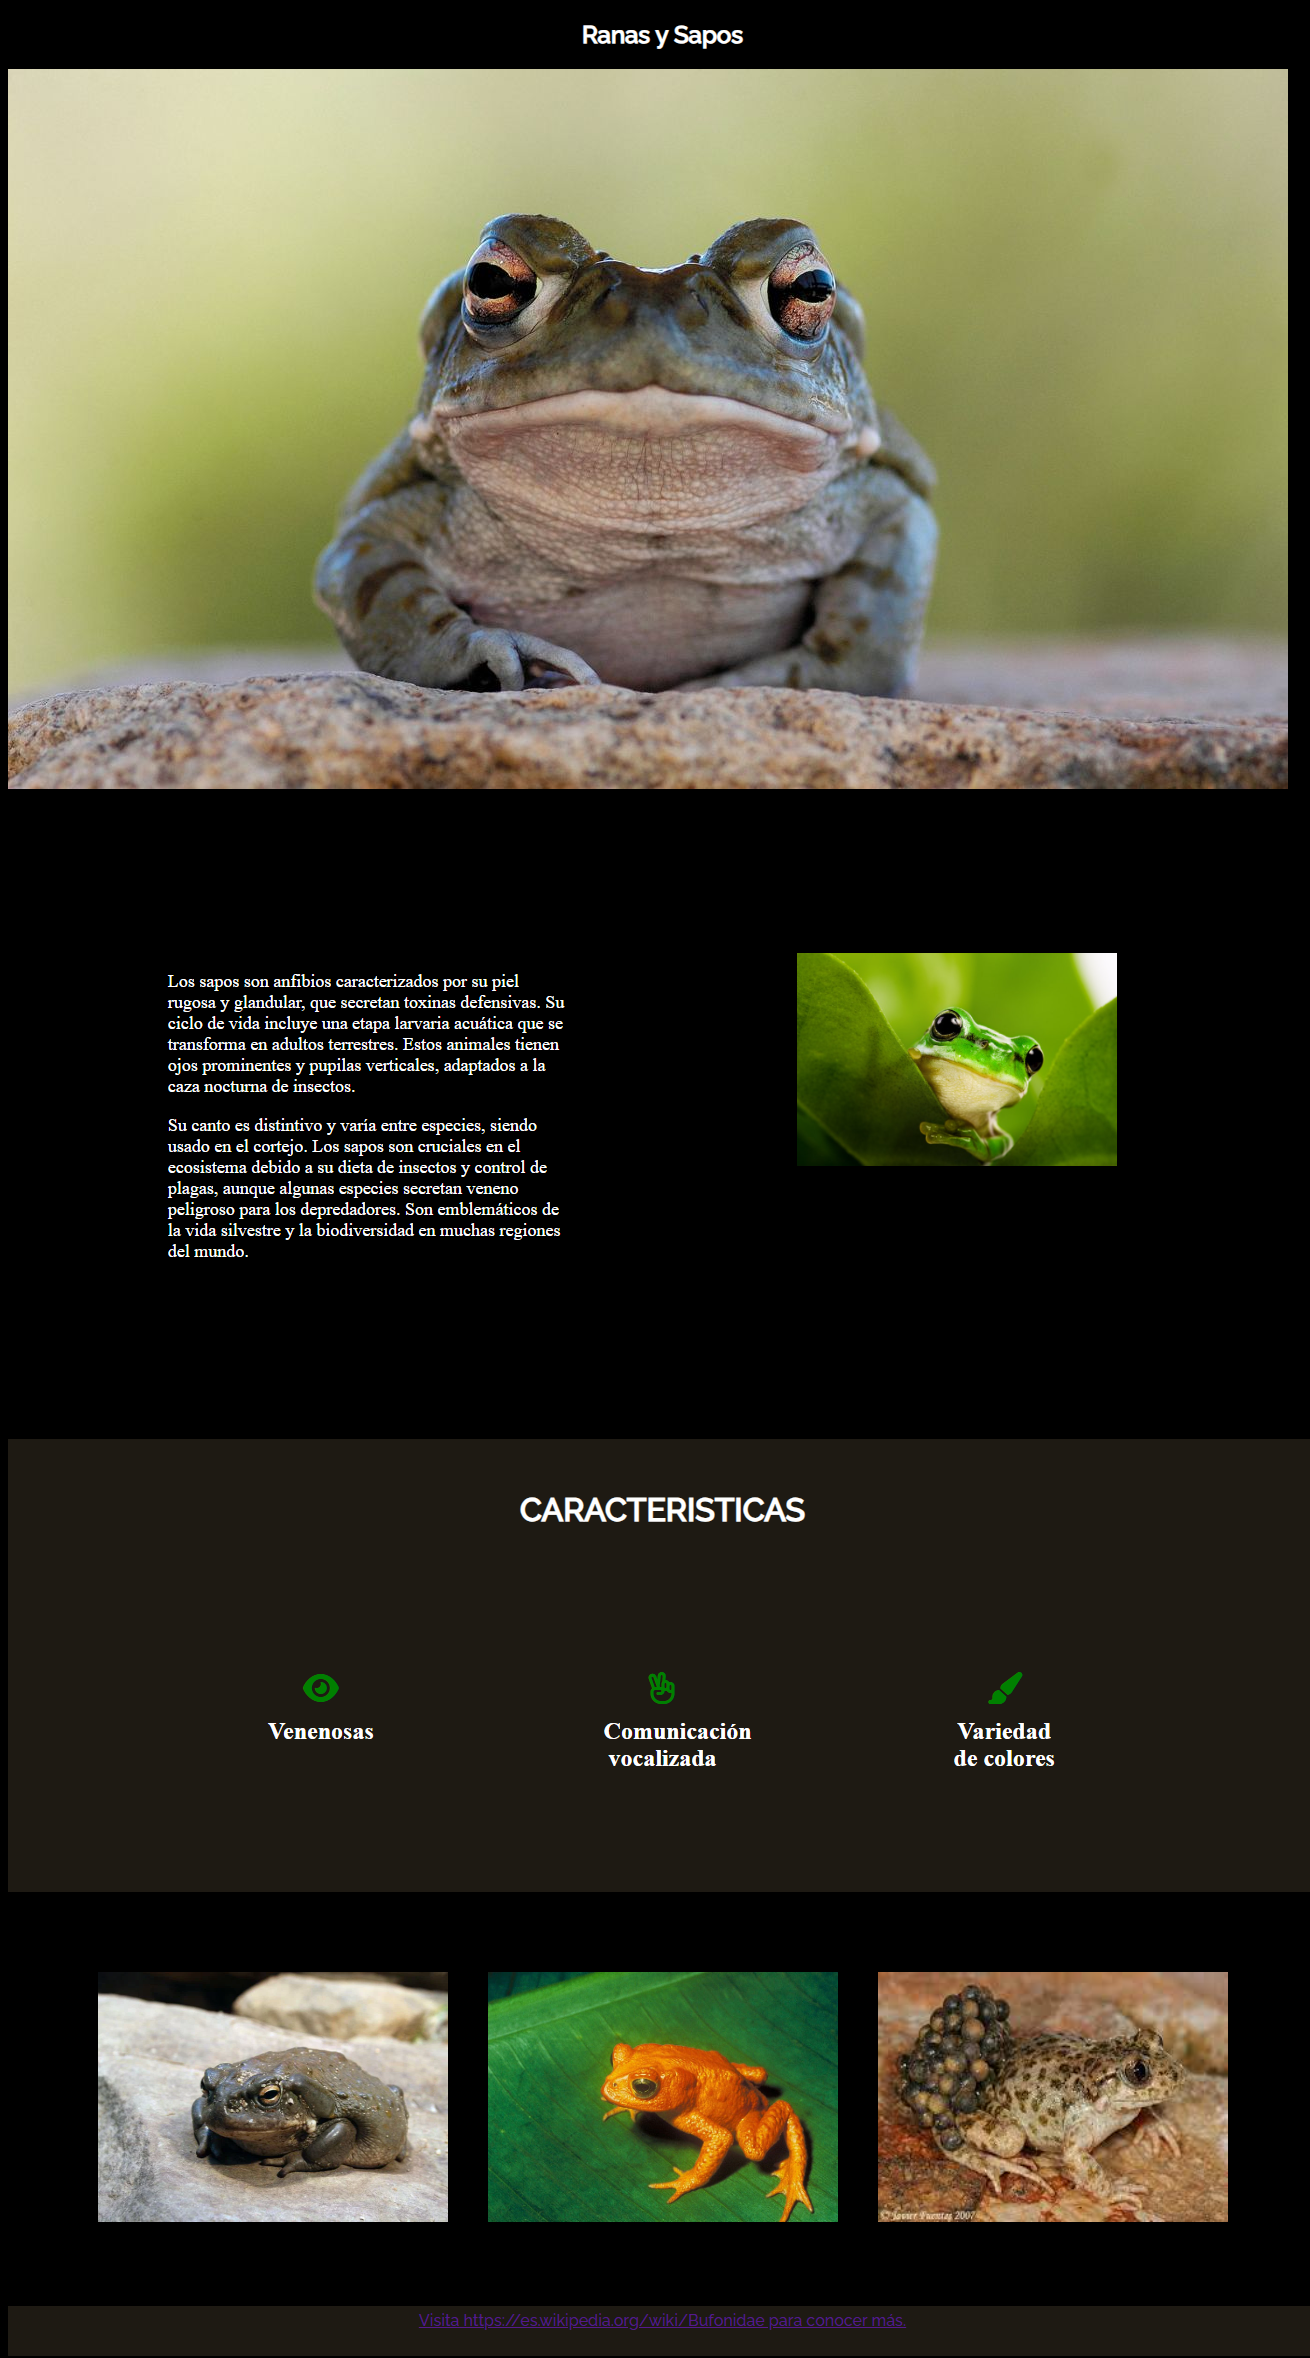 Ranas y Sapos
Los sapos son anfibios caracterizados por su piel
rugosa y glandular, que secretan toxinas defensivas. Su
ciclo de vida incluye una etapa larvaria acuática que se
transforma en adultos terrestres. Estos animales tienen
ojos prominentes y pupilas verticales, adaptados a la
caza nocturna de insectos.
Su canto es distintivo y varía entre especies, siendo
usado en el cortejo. Los sapos son cruciales en el
ecosistema debido a su dieta de insectos y control de
plagas, aunque algunas especies secretan veneno
peligroso para los depredadores. Son emblemáticos de
la vida silvestre y la biodiversidad en muchas regiones
del mundo.
CARACTERISTICAS
Venenosas
Comunicación
vocalizada
Variedad
de colores
© Javier Fuentes 2007
Visita https://es.wikipedia.org/wiki/Bufonidae para conocer más.